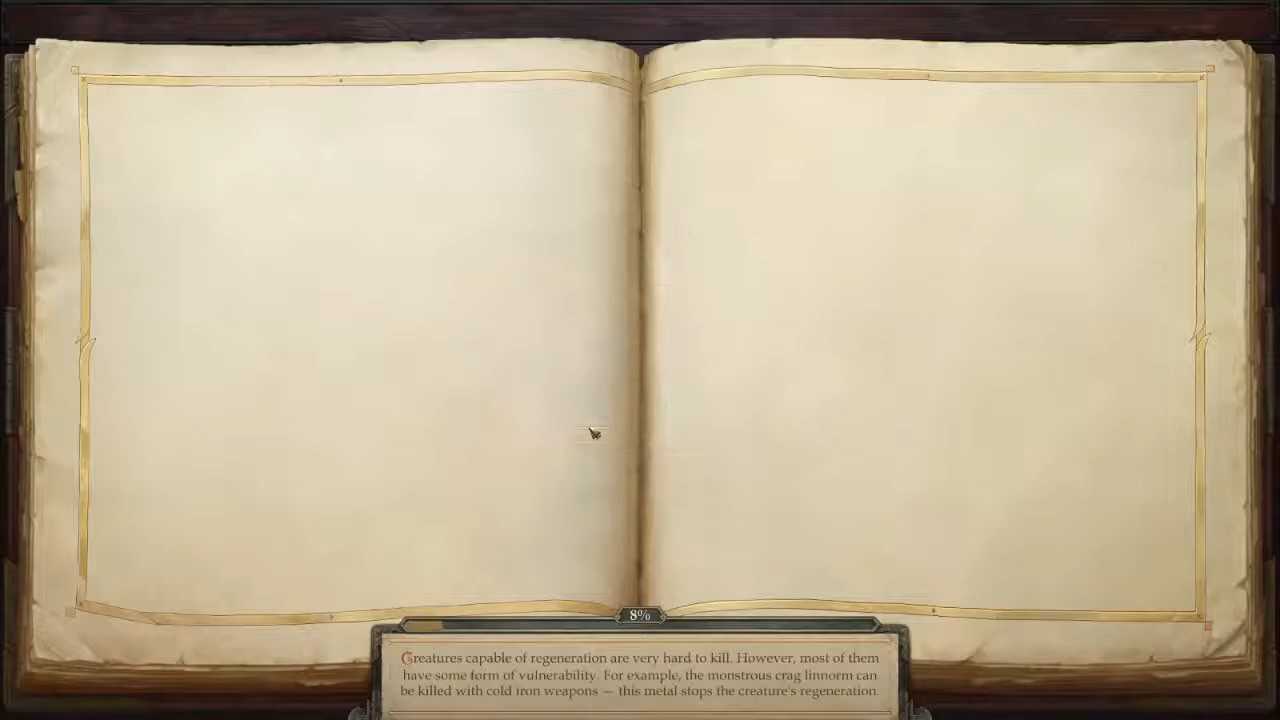 8%
Creatures capable of regeneration are very hard to kill. However, most of them
have some form of vulnerability. For example, the monstrous crag linnorm can
be killed with cold iron weapons — this metal stops the creature's regeneration.